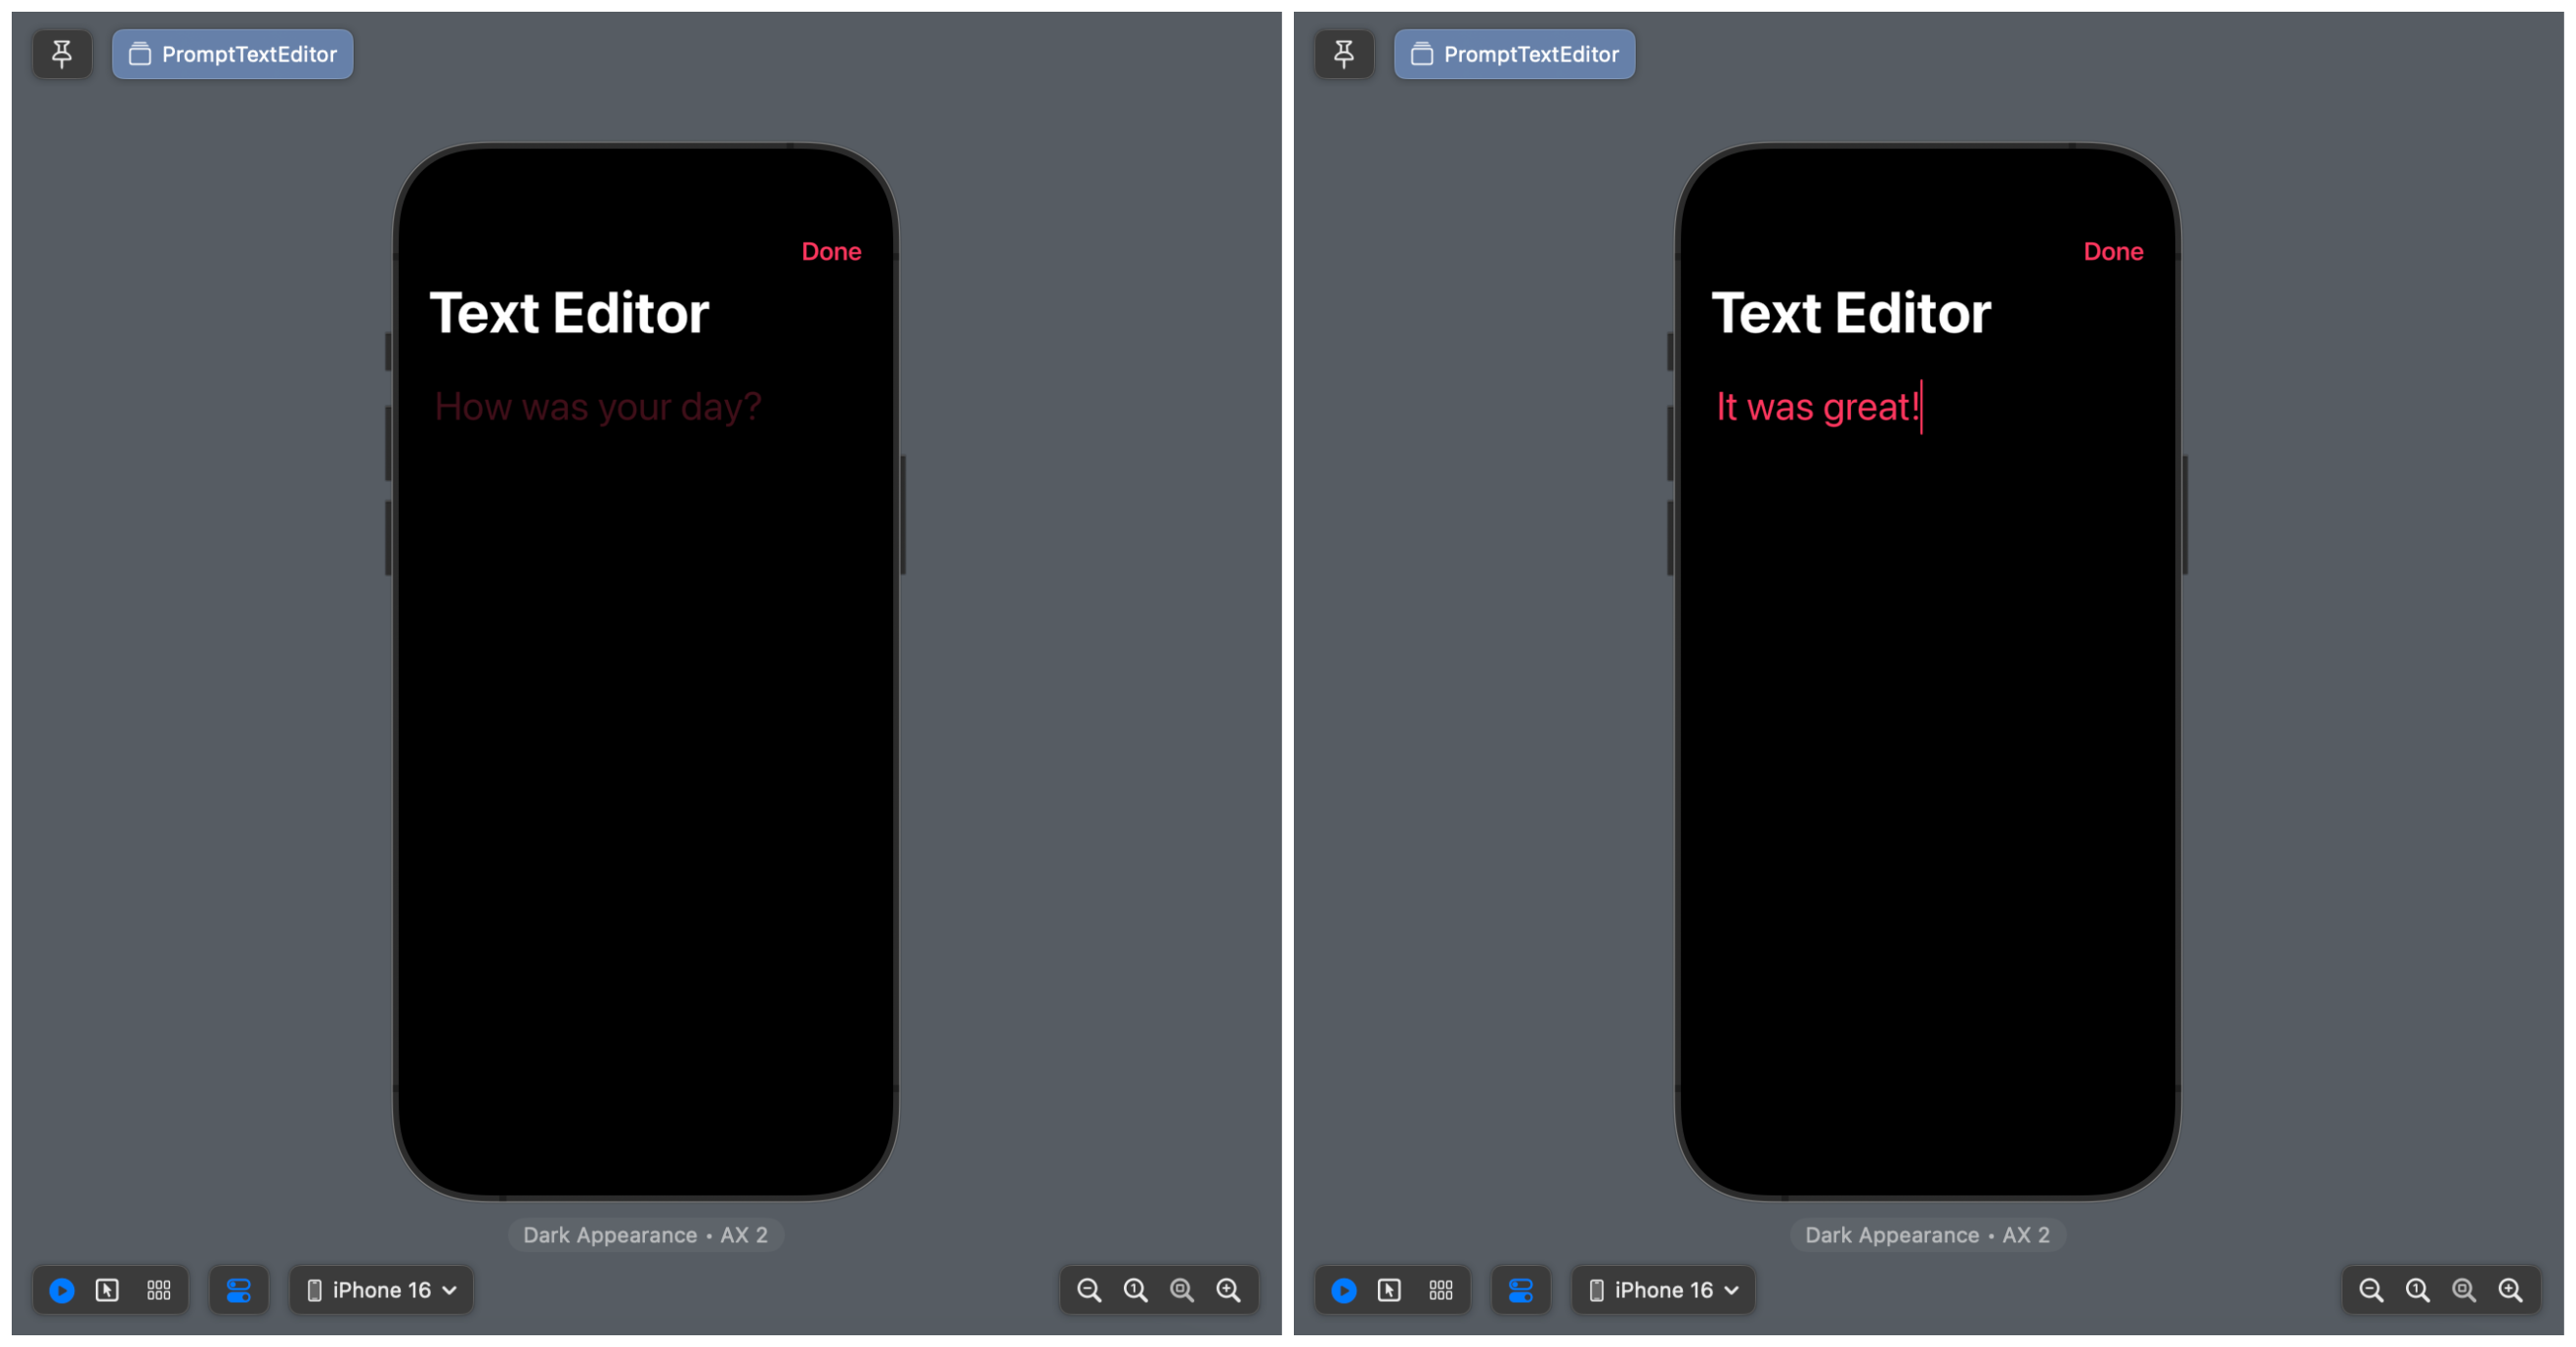 PromptTextEditor
Done
Text Editor
How was your day?
Dark Appearance • AX 2
iPhone 16
PromptTextEditor
Done
Text Editor
It was great!
Dark Appearance • AX 2
iPhone 16